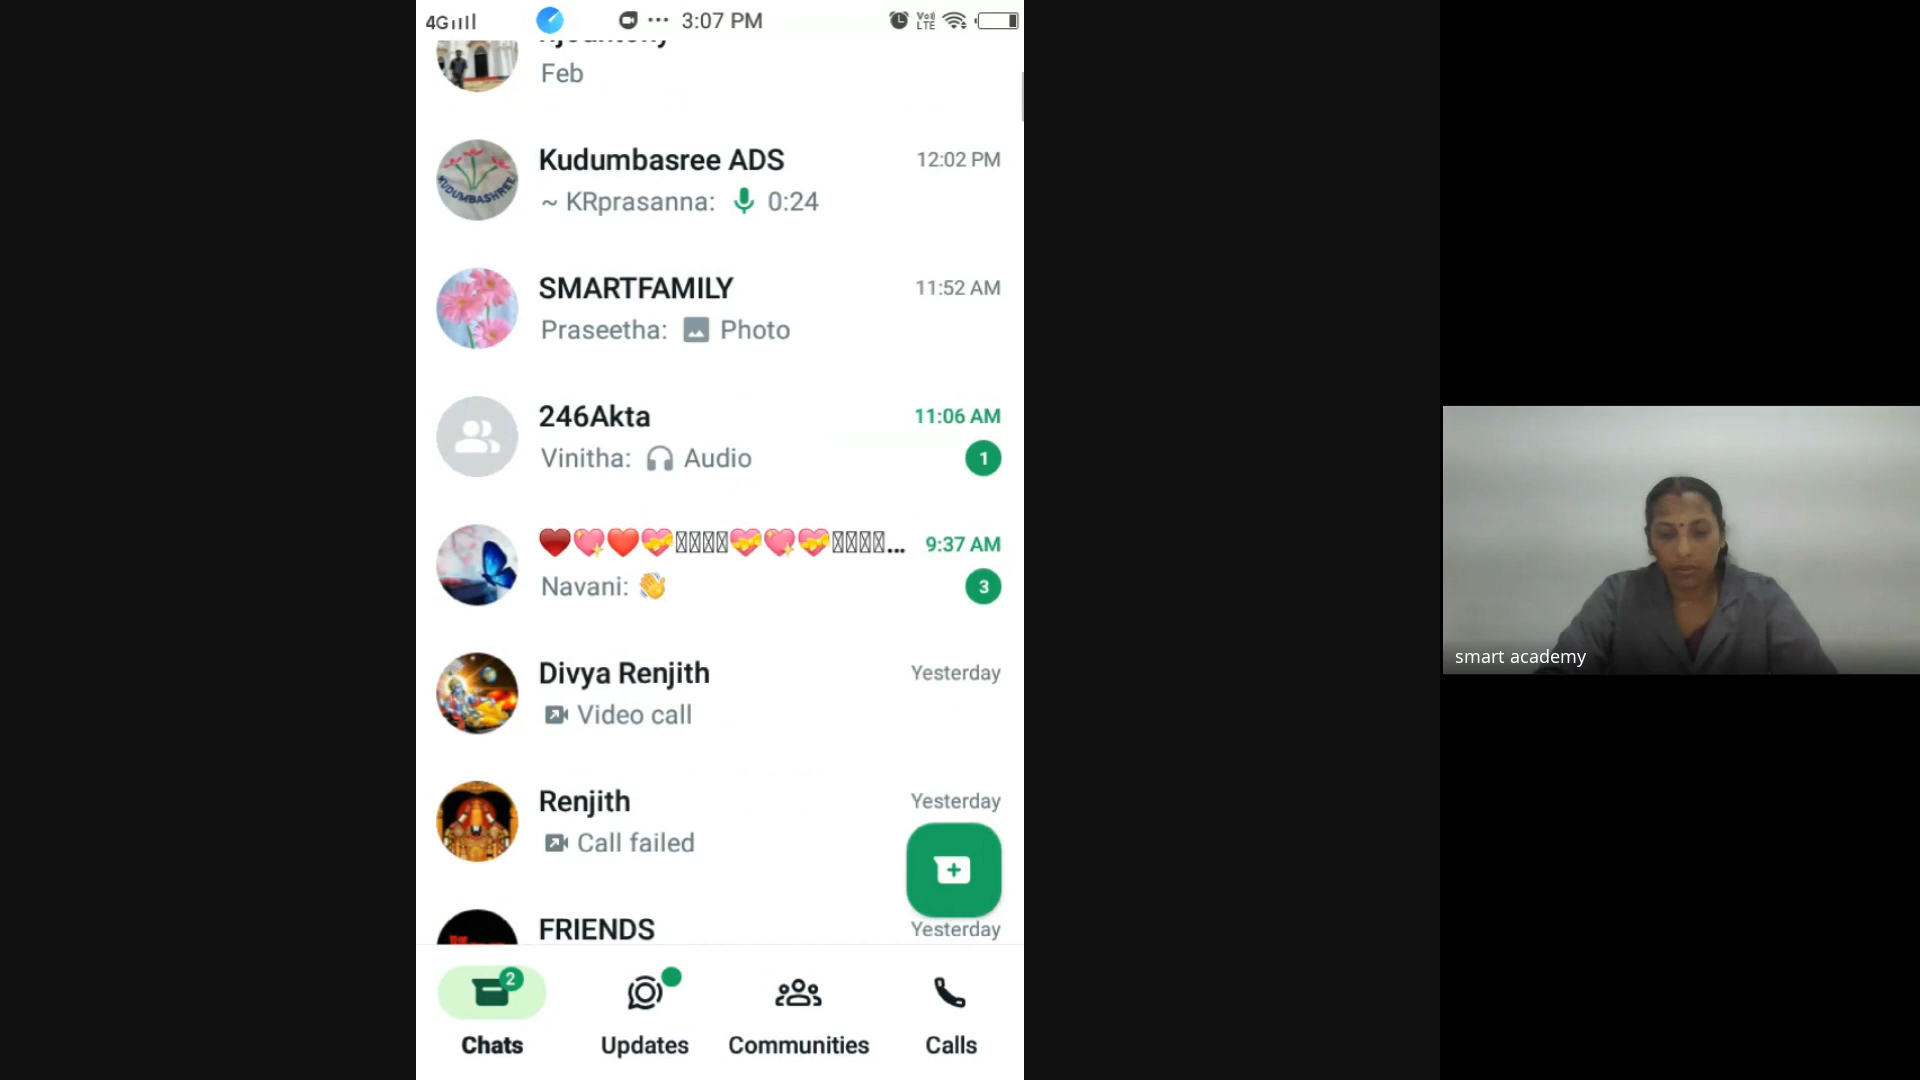 4G
3:07 PM
VoLTE
Feb
Kudumbasree ADS
12:02 PM
~ KRprasanna: 0:24
KUDUMBASHREE
SMARTFAMILY
11:52 AM
Praseetha: Photo
246Akta
11:06 AM
Vinitha: Audio
1
❤️💖❤️💝💝💖💝...
9:37 AM
Navani: 👋
3
Divya Renjith
Yesterday
Video call
Renjith
Yesterday
Call failed
FRIENDS
Yesterday
2
Chats
Updates
Communities
Calls
smart academy